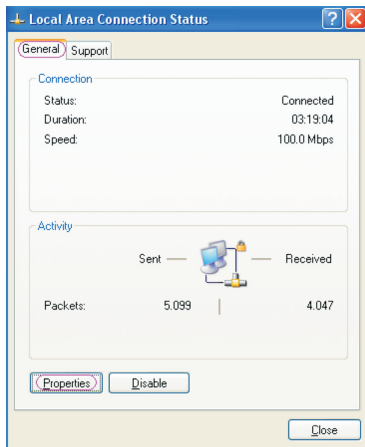 Local Area Connection Status
General Support
Connection
Status: Connected
Duration: 03:19:04
Speed: 100.0 Mbps
Activity
Sent Received
Packets: 5.099 4.047
Properties Disable
Close